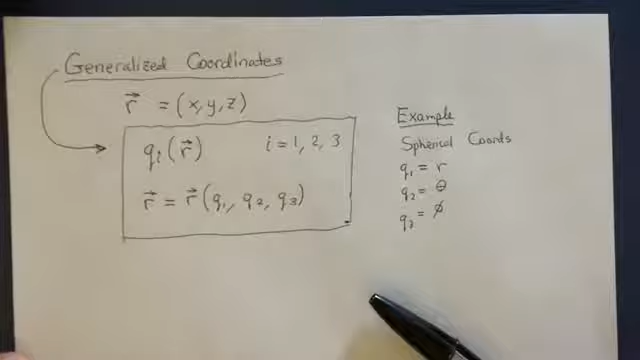 Generalized Coordinates
r⃗ = (x, y, z)
qᵢ(r⃗) i = 1, 2, 3
r⃗ = r⃗(q₁, q₂, q₃)
Example
Spherical Coords
q₁ = r
q₂ = θ
q₃ = ϕ